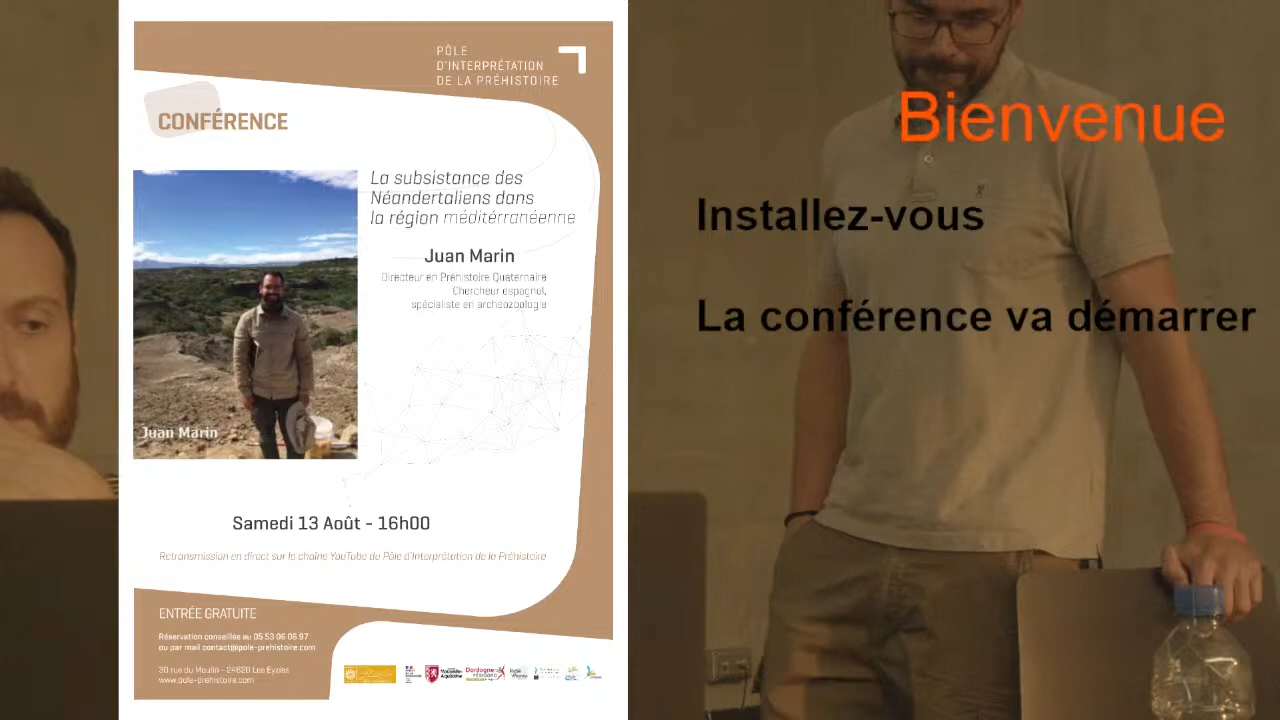 PÔLE
D'INTERPRÉTATION
DE LA PRÉHISTOIRE
CONFÉRENCE
La subsistance des
Néandertaliens dans
la région méditérranéenne
Juan Marin
Directeur en Préhistoire Quaternaire
Chercheur espagnol,
spécialiste en archeozoologie
Juan Marin
Samedi 13 Août - 16h00
Retransmission en direct sur la chaîne YouTube du Pôle d'Interprétation de la Préhistoire
ENTRÉE GRATUITE
Réservation conseillée au 05 53 06 06 97
ou par mail contact@pole-prehistoire.com
30 rue du Moulin - 24620 Les Eyzies
www.pole-prehistoire.com
Bienvenue
Installez-vous
La conférence va démarrer